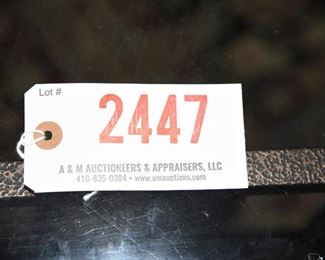 Lot #
2447
A & M AUCTIONEERS & APPRAISERS, LLC
410-835-0384 • www.amauctions.com